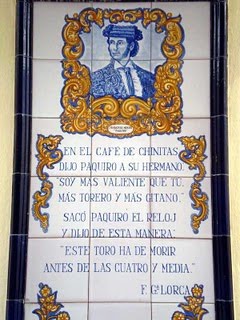 EN EL CAFÉ DE CHINITAS
DIJO PAQUIRO A SU HERMANO:
"SOY MÁS VALIENTE QUE TÚ,
MÁS TORERO Y MÁS GITANO."
SACÓ PAQUIRO EL RELOJ
Y DIJO DE ESTA MANERA:
"ESTE TORO HA DE MORIR
ANTES DE LAS CUATRO Y MEDIA."
F. Gª LORCA